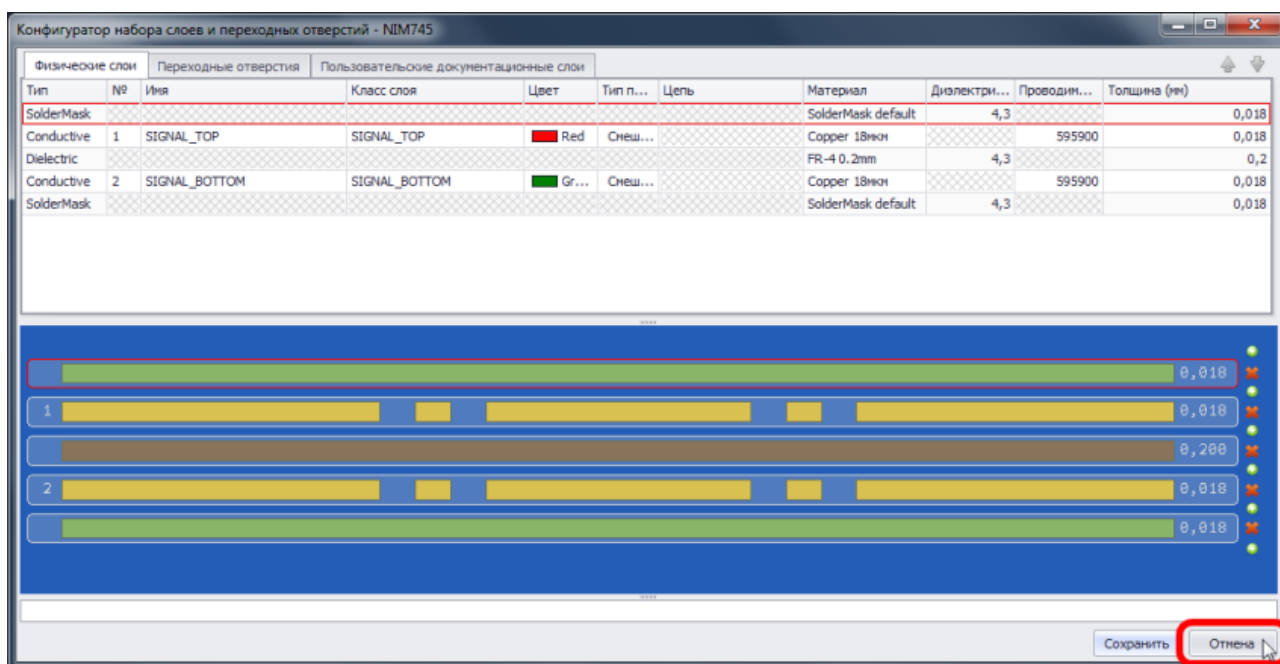 Конфигуратор набора слоев и переходных отверстий - NIM745
Физические слои Переходные отверстия Пользовательские документационные слои
Тип № Имя Класс слоя Цвет Тип п... Цепь Материал Диэлектри... Проводин... Толщина (мм)
SolderMask SolderMask default 4,3 0,018
Conductive 1 SIGNAL_TOP SIGNAL_TOP Red Смеш... Copper 18мкм 595900 0,018
Dielectric FR-4 0.2mm 4,3 0,2
Conductive 2 SIGNAL_BOTTOM SIGNAL_BOTTOM Gr... Смеш... Copper 18мкм 595900 0,018
SolderMask SolderMask default 4,3 0,018
0,018
1 0,018
0,200
2 0,018
0,018
Сохранить Отмена